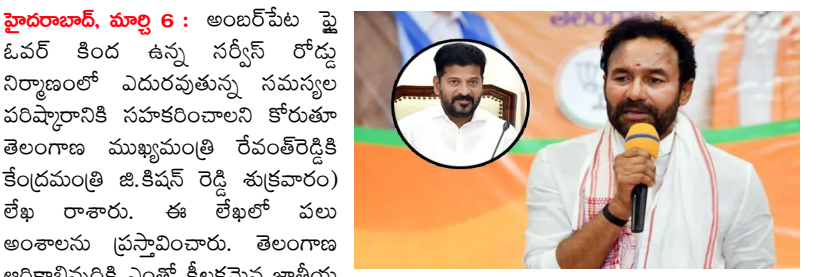 హైదరాబాద్, మార్చి 6 : అంబర్‌పేట ఫ్లై
ఓవర్ కింద ఉన్న సర్వీస్ రోడ్డు
నిర్మాణంలో ఎదురవుతున్న సమస్యల
పరిష్కారానికి సహకరించాలని కోరుతూ
తెలంగాణ ముఖ్యమంత్రి రేవంత్‌రెడ్డికి
కేంద్రమంత్రి జి.కిషన్ రెడ్డి శుక్రవారం)
లేఖ రాశారు. ఈ లేఖలో పలు
అంశాలను ప్రస్తావించారు. తెలంగాణ